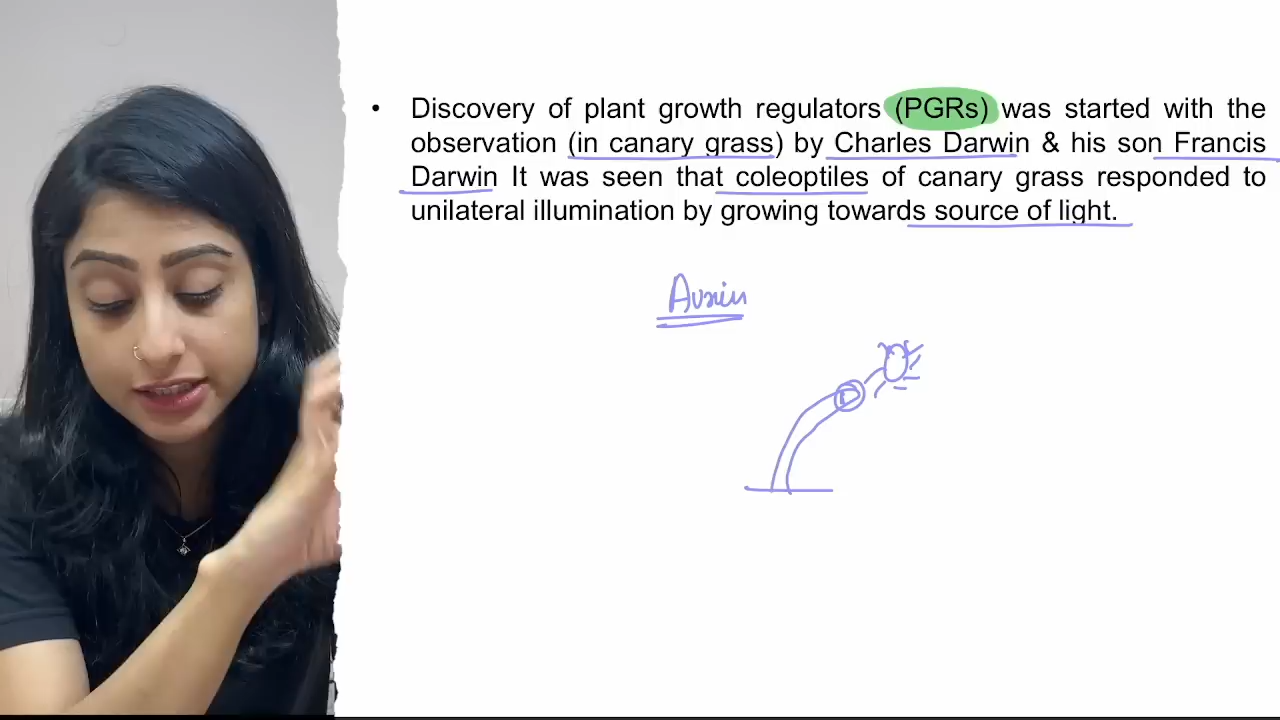 • Discovery of plant growth regulators (PGRs) was started with the
observation (in canary grass) by Charles Darwin & his son Francis
Darwin It was seen that coleoptiles of canary grass responded to
unilateral illumination by growing towards source of light.
Auxin